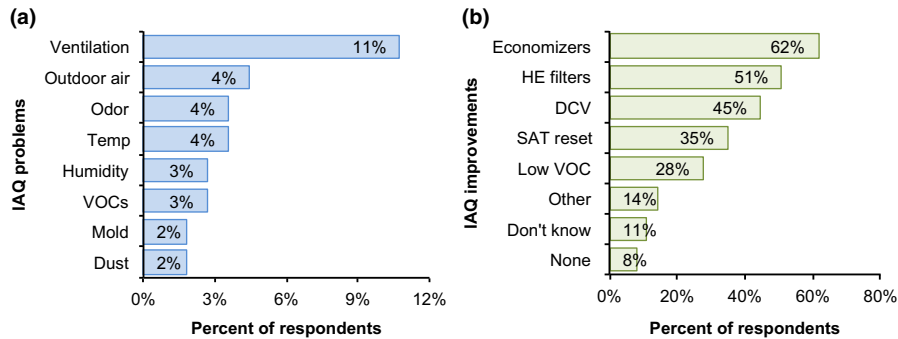 (a)
IAQ problems
Ventilation 11%
Outdoor air 4%
Odor 4%
Temp 4%
Humidity 3%
VOCs 3%
Mold 2%
Dust 2%
0% 3% 6% 9% 12%
Percent of respondents
(b)
IAQ improvements
Economizers 62%
HE filters 51%
DCV 45%
SAT reset 35%
Low VOC 28%
Other 14%
Don't know 11%
None 8%
0% 20% 40% 60% 80%
Percent of respondents